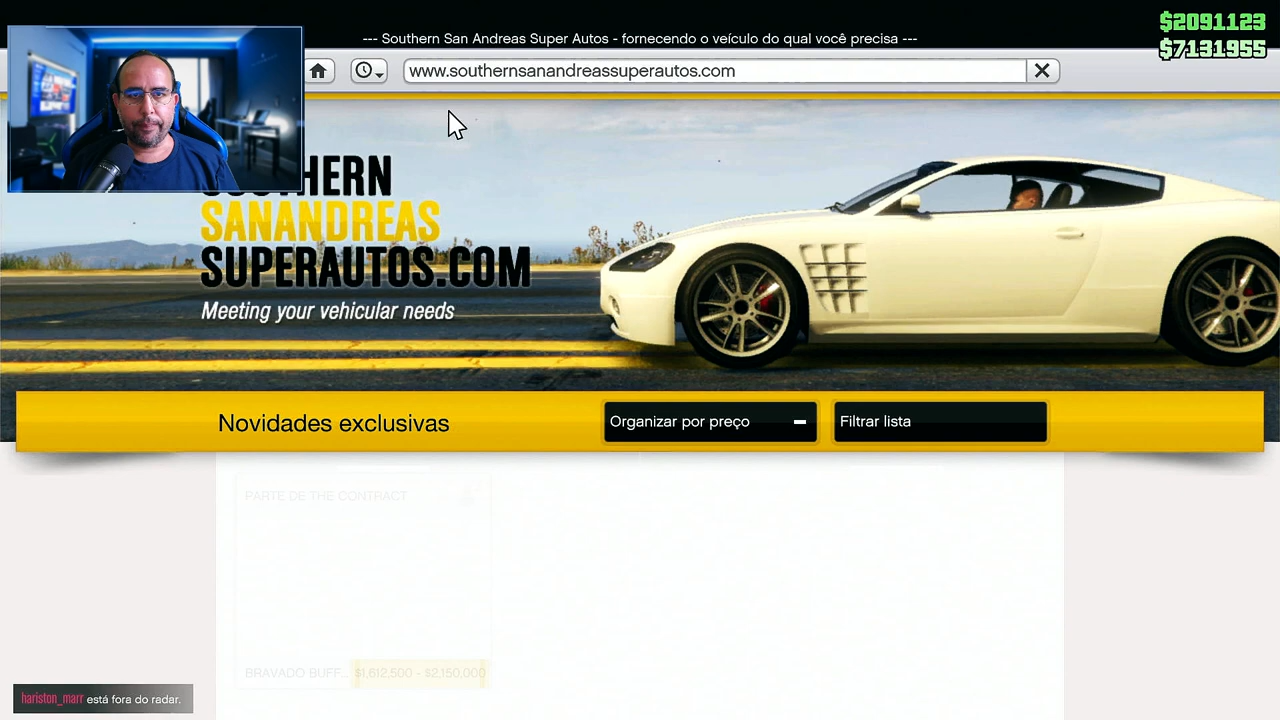 $2091123
$7131955
--- Southern San Andreas Super Autos - fornecendo o veículo do qual você precisa ---
www.southernsanandreassuperautos.com
SOUTHERN
SANANDREAS
SUPERAUTOS.COM
Meeting your vehicular needs
Novidades exclusivas
Organizar por preço
Filtrar lista
PARTE DE THE CONTRACT
BRAVADO BUFF... $1,612,500 - $2,150,000
hariston_marr está fora do radar.